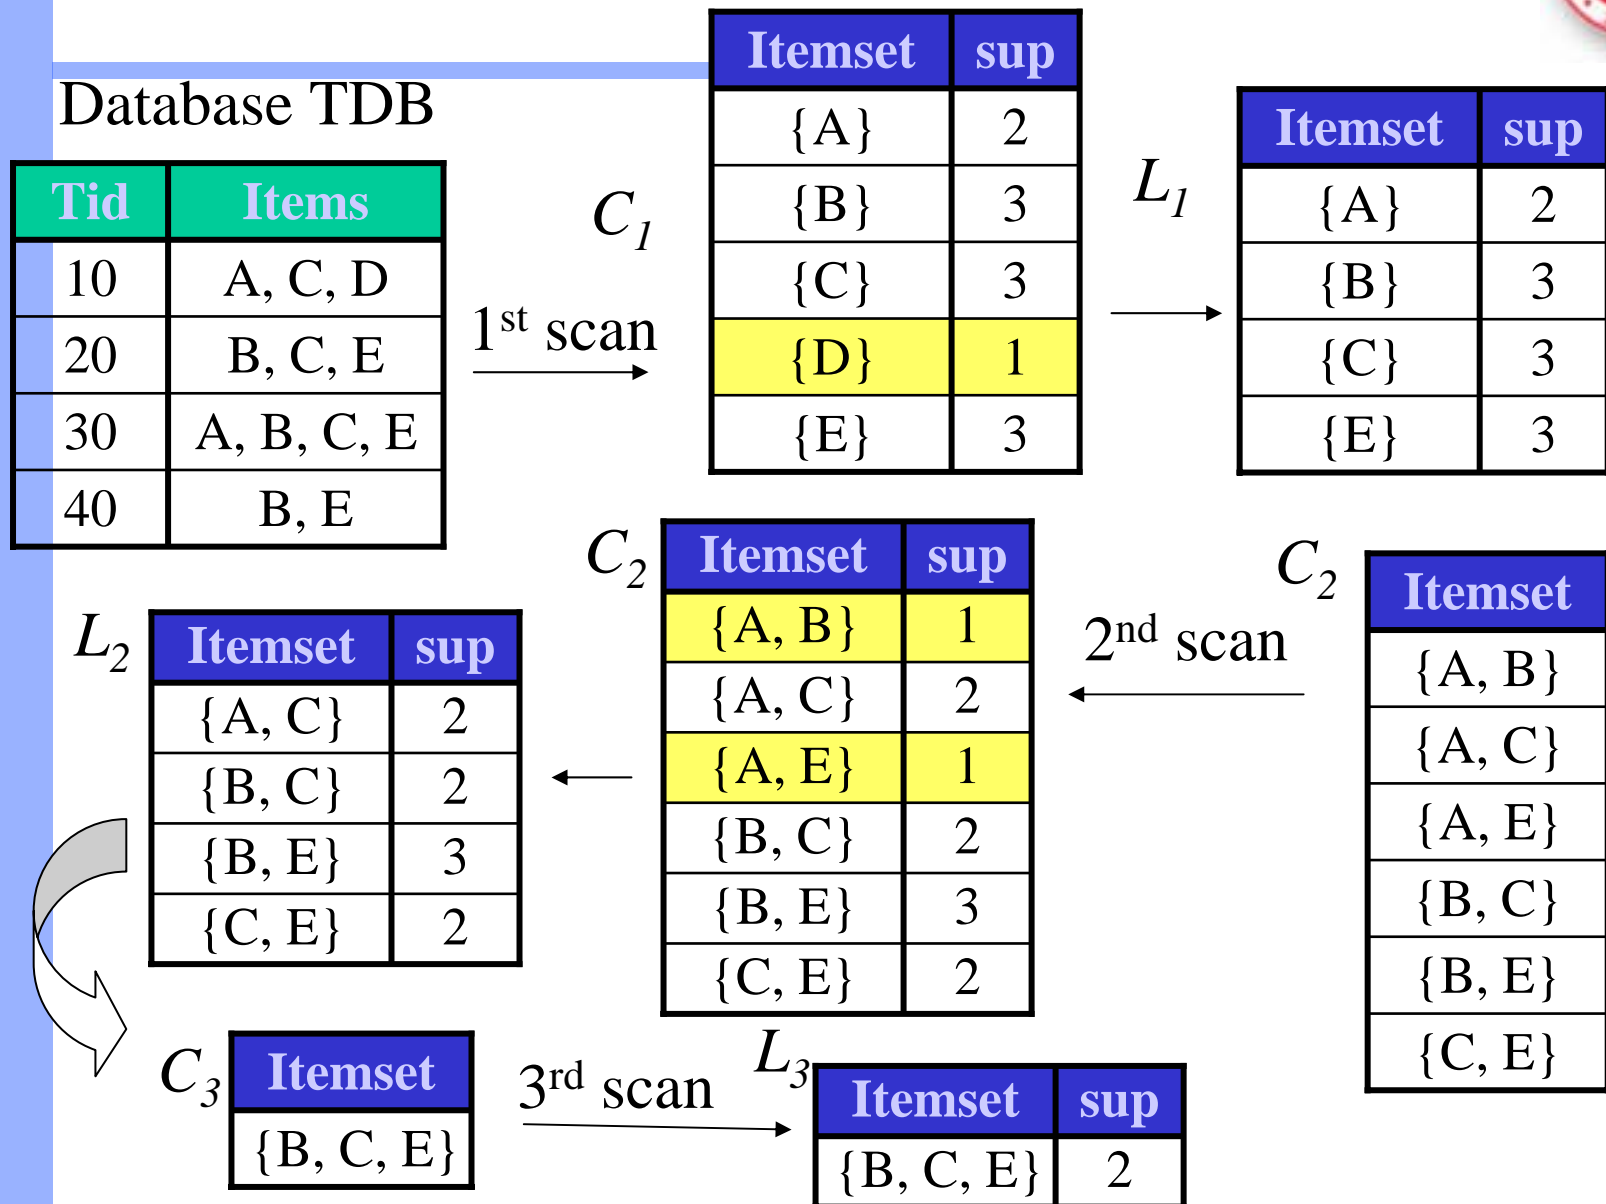 Database TDB
Tid Items
10 A, C, D
20 B, C, E
30 A, B, C, E
40 B, E
1st scan
C1
Itemset sup
{A} 2
{B} 3
{C} 3
{D} 1
{E} 3
L1
Itemset sup
{A} 2
{B} 3
{C} 3
{E} 3
C2
Itemset
{A, B}
{A, C}
{A, E}
{B, C}
{B, E}
{C, E}
2nd scan
C2
Itemset sup
{A, B} 1
{A, C} 2
{A, E} 1
{B, C} 2
{B, E} 3
{C, E} 2
L2
Itemset sup
{A, C} 2
{B, C} 2
{B, E} 3
{C, E} 2
C3
Itemset
{B, C, E}
3rd scan
L3
Itemset sup
{B, C, E} 2